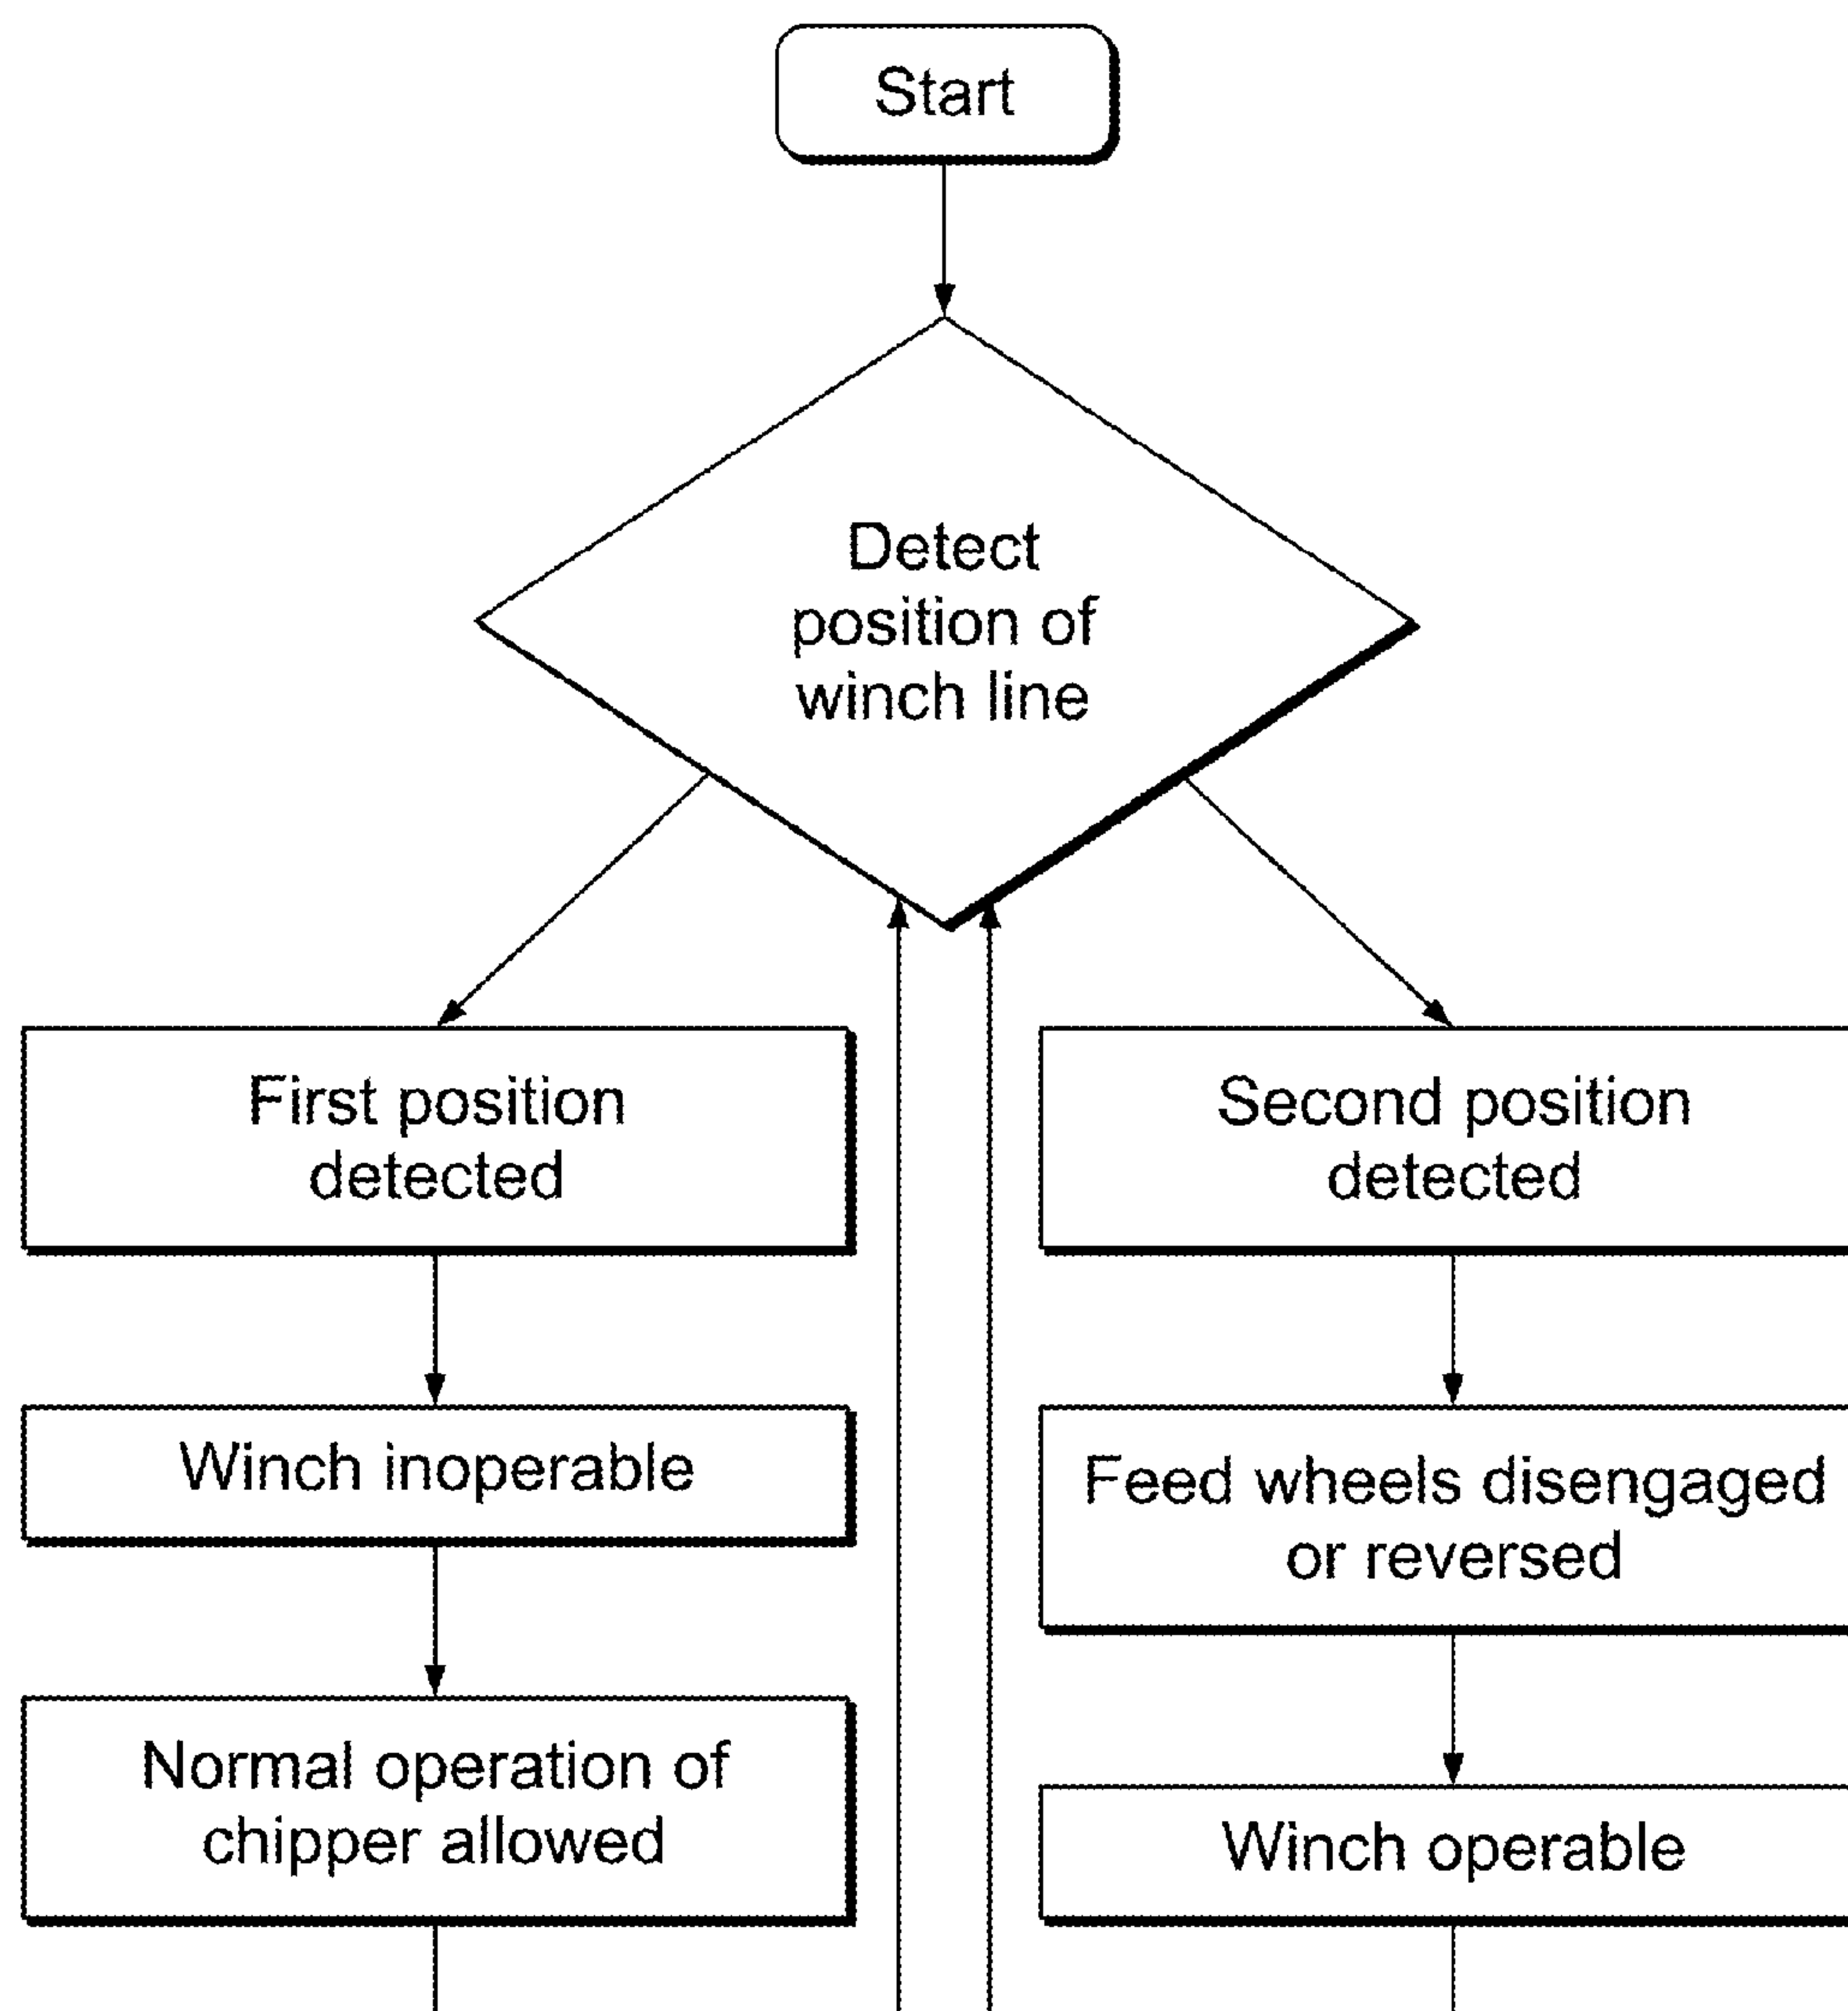 Start
Detect
position of
winch line
First position
detected
Second position
detected
Winch inoperable
Feed wheels disengaged
or reversed
Normal operation of
chipper allowed
Winch operable